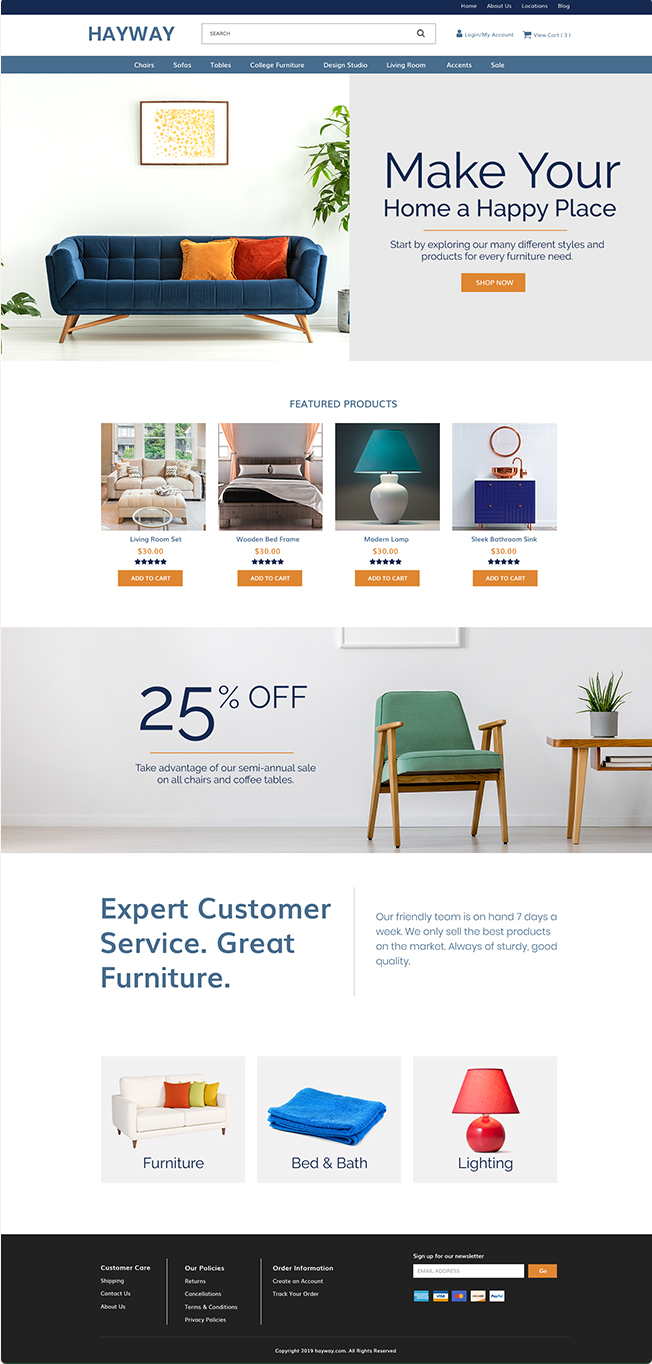 Home About Us Locations Blog
HAYWAY
SEARCH
Login/My Account
View Cart ( 3 )
Chairs Sofas Tables College Furniture Design Studio Living Room Accents Sale
Make Your
Home a Happy Place
Start by exploring our many different styles and
products for every furniture need.
SHOP NOW
FEATURED PRODUCTS
Living Room Set
$30.00
ADD TO CART
Wooden Bed Frame
$30.00
ADD TO CART
Modern Lamp
$30.00
ADD TO CART
Sleek Bathroom Sink
$30.00
ADD TO CART
25% OFF
Take advantage of our semi-annual sale
on all chairs and coffee tables.
Expert Customer
Service. Great
Furniture.
Our friendly team is on hand 7 days a
week. We only sell the best products
on the market. Always of sturdy, good
quality.
Furniture
Bed & Bath
Lighting
Customer Care
Shipping
Contact Us
About Us
Our Policies
Returns
Concellations
Terms & Conditions
Privacy Policies
Order Information
Create an Account
Track Your Order
Sign up for our newsletter
EMAIL ADDRESS
Go
VISA
PayPal
Copyright 2019 hayway.com. All Rights Reserved